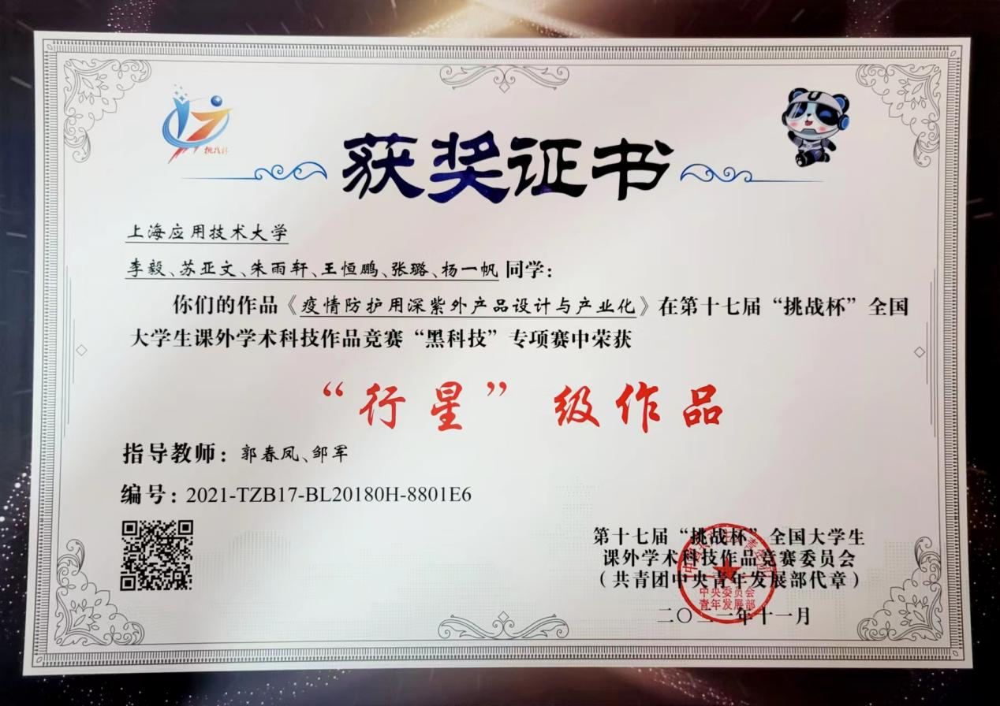 挑战杯
获奖证书
上海应用技术大学
李毅、苏亚文、朱雨轩、王恒鹏、张璐、杨一帆 同学：
你们的作品《疫情防护用深紫外产品设计与产业化》在第十七届“挑战杯”全国
大学生课外学术科技作品竞赛“黑科技”专项赛中荣获
“行星”级作品
指导教师：郭春凤、邹军
编号：2021-TZB17-BL20180H-8801E6
第十七届“挑战杯”全国大学生
课外学术科技作品竞赛委员会
（共青团中央青年发展部代章）
中央委员会
青年发展部
二〇二一年十一月